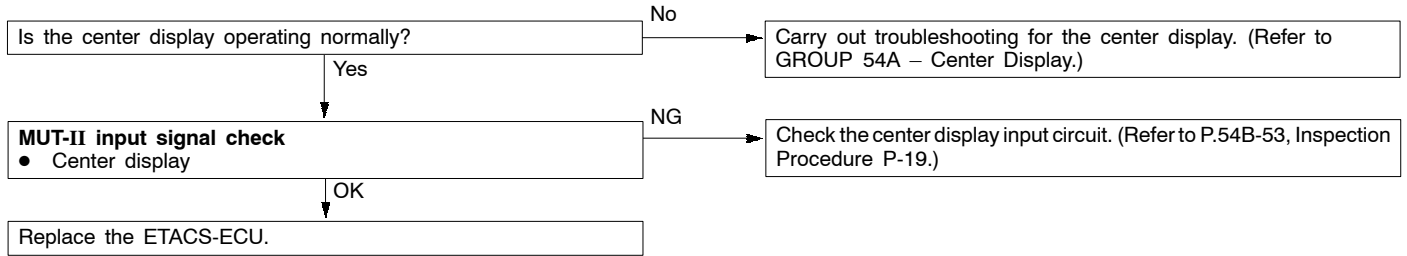 Is the center display operating normally?
No
Carry out troubleshooting for the center display. (Refer to
GROUP 54A – Center Display.)
Yes
MUT-II input signal check
● Center display
NG
Check the center display input circuit. (Refer to P.54B-53, Inspection
Procedure P-19.)
OK
Replace the ETACS-ECU.